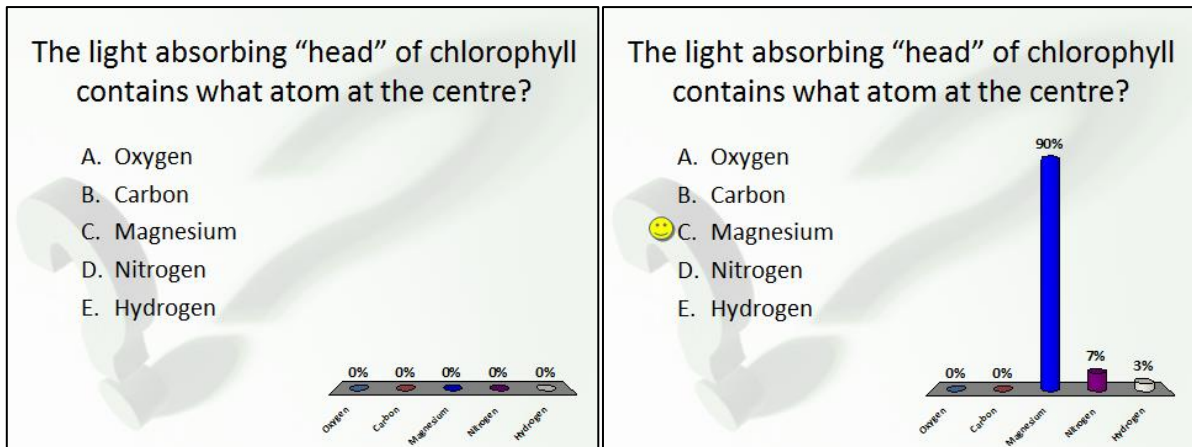 The light absorbing “head” of chlorophyll
contains what atom at the centre?
A. Oxygen
B. Carbon
C. Magnesium
D. Nitrogen
E. Hydrogen
0% 0% 0% 0% 0%
Oxygen Carbon Magnesium Nitrogen Hydrogen
The light absorbing “head” of chlorophyll
contains what atom at the centre?
A. Oxygen
B. Carbon
C. Magnesium
D. Nitrogen
E. Hydrogen
0% 0% 90% 7% 3%
Oxygen Carbon Magnesium Nitrogen Hydrogen